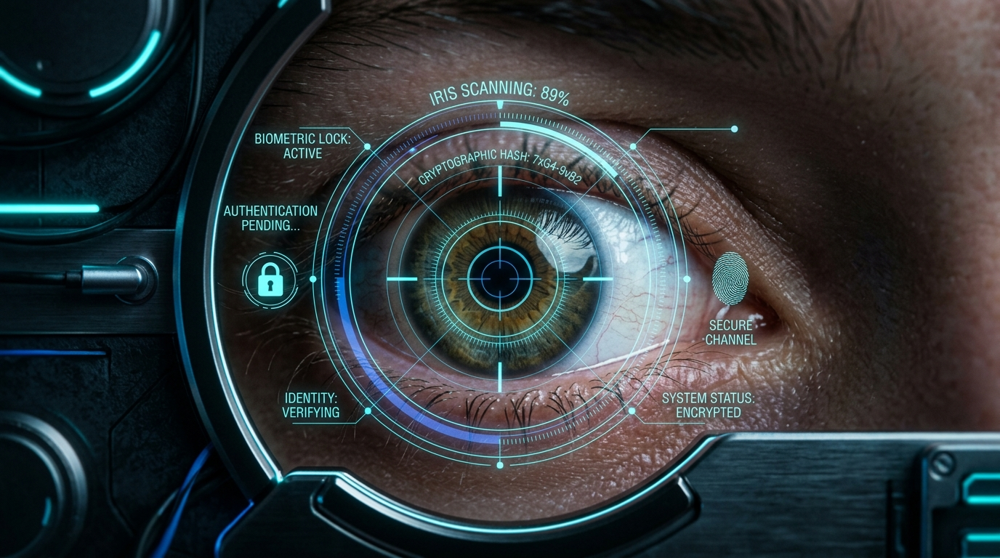 IRIS SCANNING: 89%
BIOMETRIC LOCK:
ACTIVE
CRYPTOGRAPHIC HASH: 7xG4-9vB2
AUTHENTICATION
PENDING...
SECURE
CHANNEL
IDENTITY:
VERIFYING
SYSTEM STATUS:
ENCRYPTED